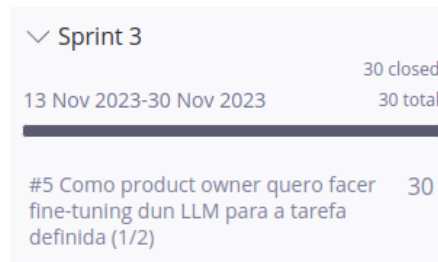 Sprint 3
30 closed
13 Nov 2023-30 Nov 2023
30 total
#5 Como product owner quero facer
30
fine-tuning dun LLM para a tarefa
definida (1/2)